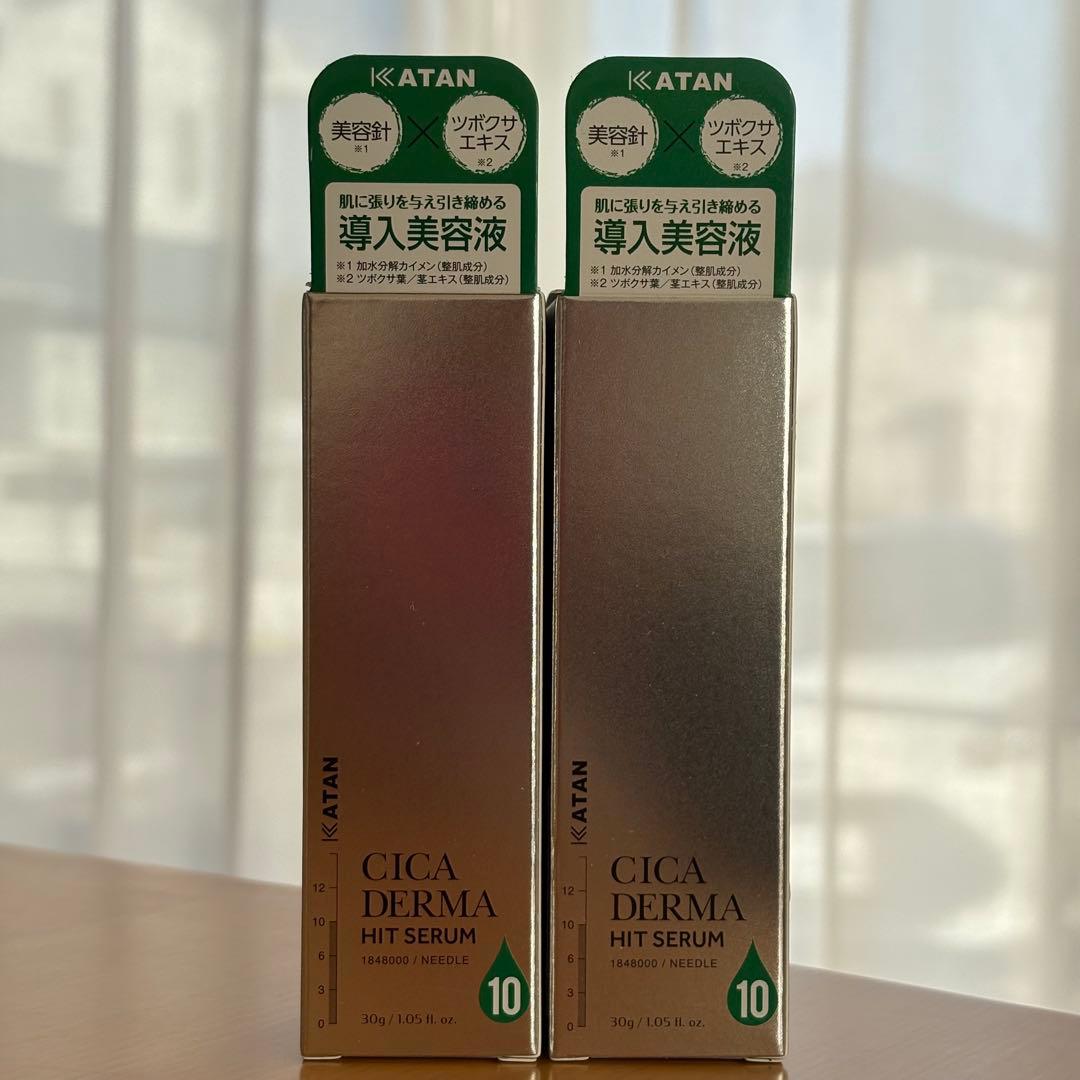 KATAN
美容針
※1
×
ツボクサ
エキス
※2
肌に張りを与え引き締める
導入美容液
※1 加水分解カイメン(整肌成分)
※2 ツボクサ葉/茎エキス(整肌成分)
KATAN
12
10
6
3
0
CICA
DERMA
HIT SERUM
1848000 / NEEDLE
10
30g / 1.05 fl. oz.
KATAN
美容針
※1
×
ツボクサ
エキス
※2
肌に張りを与え引き締める
導入美容液
※1 加水分解カイメン(整肌成分)
※2 ツボクサ葉/茎エキス(整肌成分)
KATAN
12
10
6
3
0
CICA
DERMA
HIT SERUM
1848000 / NEEDLE
10
30g / 1.05 fl. oz.